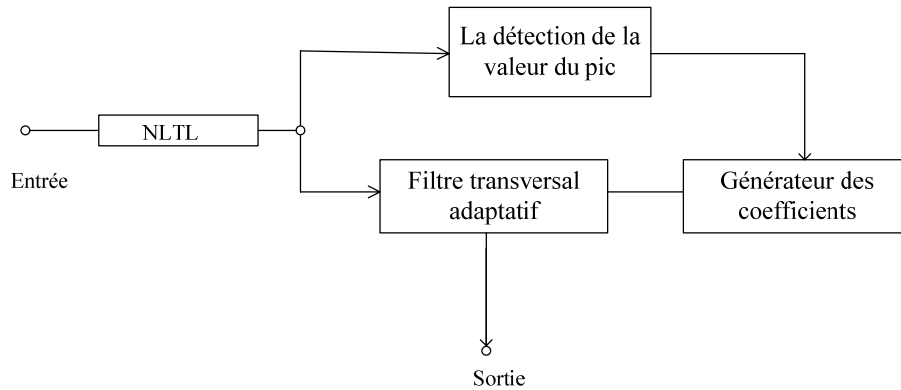 La détection de la
valeur du pic
NLTL
Entrée
Filtre transversal
adaptatif
Générateur des
coefficients
Sortie